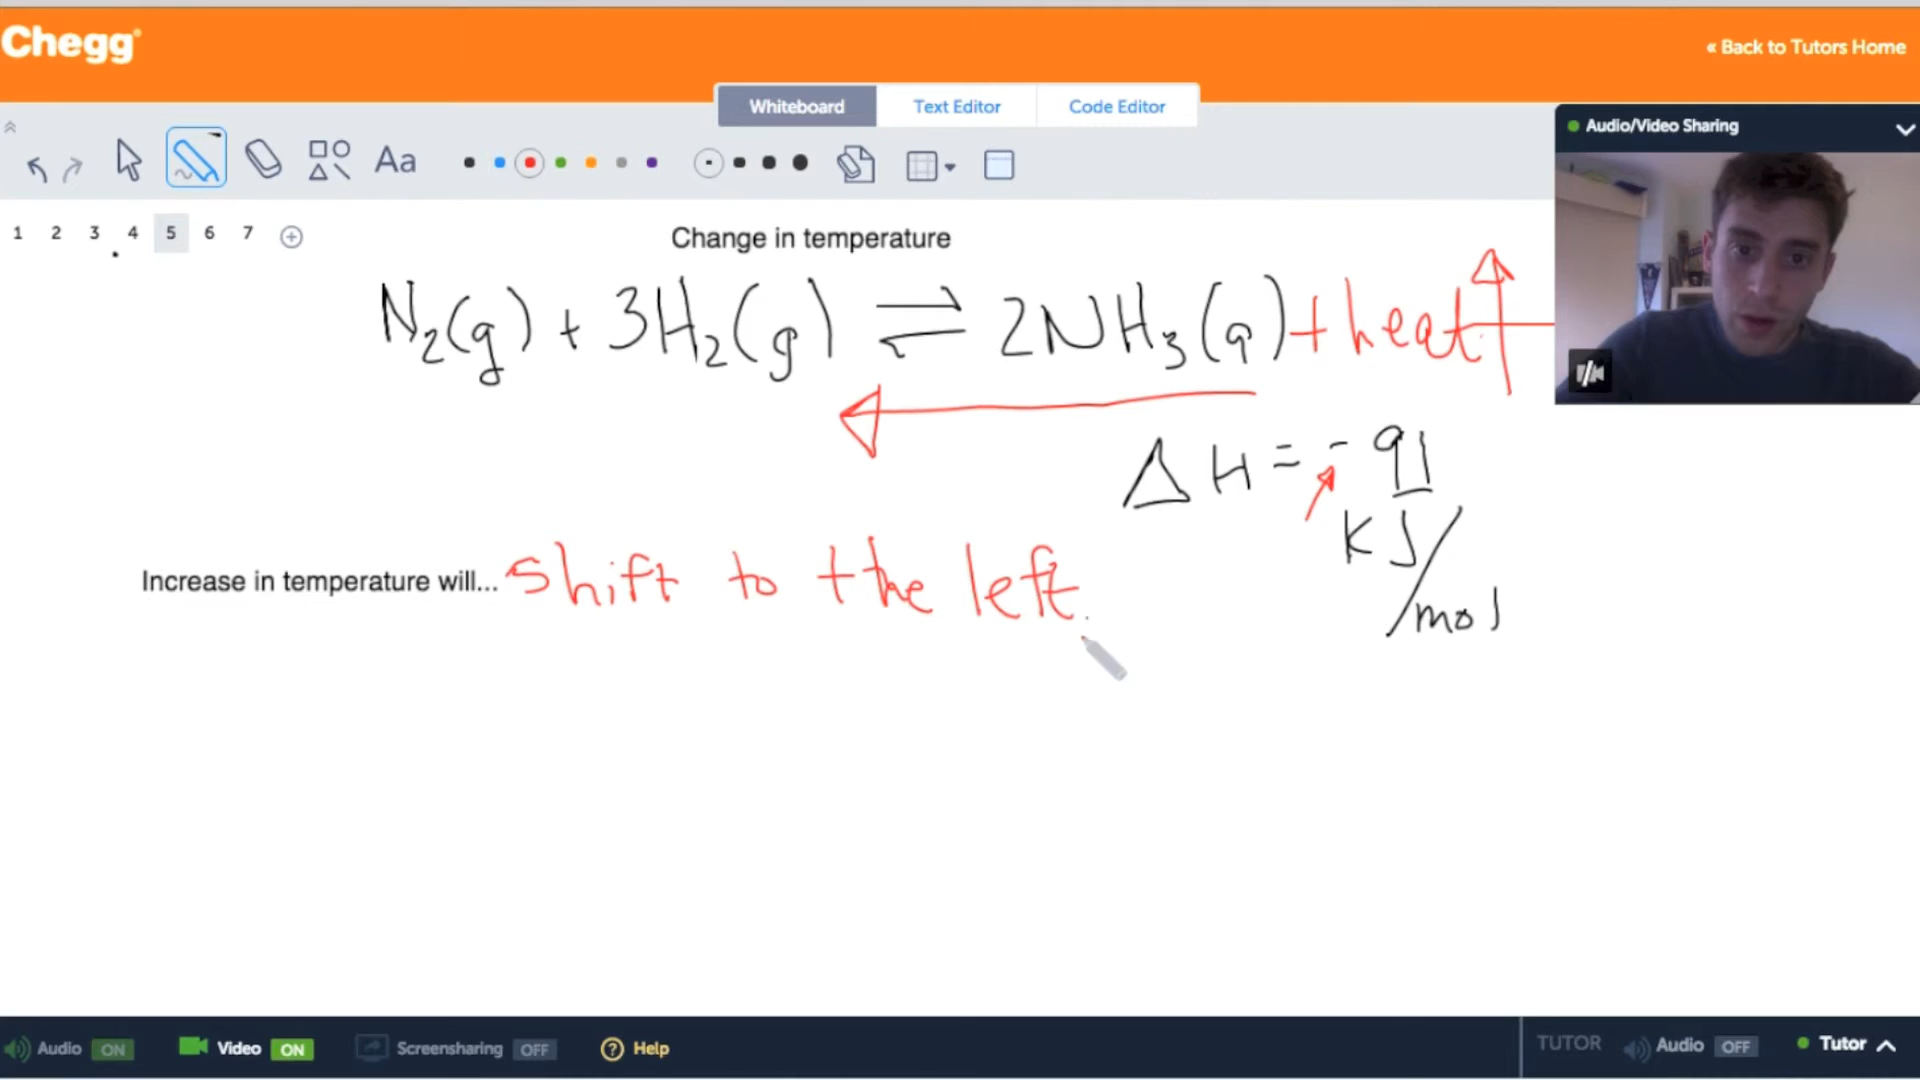 Chegg
« Back to Tutors Home
Whiteboard Text Editor Code Editor
Audio/Video Sharing
Aa
1 2 3 4 5 6 7
Change in temperature
N₂(g) + 3H₂(g) ⇌ 2NH₃(g) + heat
ΔH = -91
kJ/mol
Increase in temperature will... shift to the left.
Audio ON Video ON Screensharing OFF Help TUTOR Audio OFF Tutor